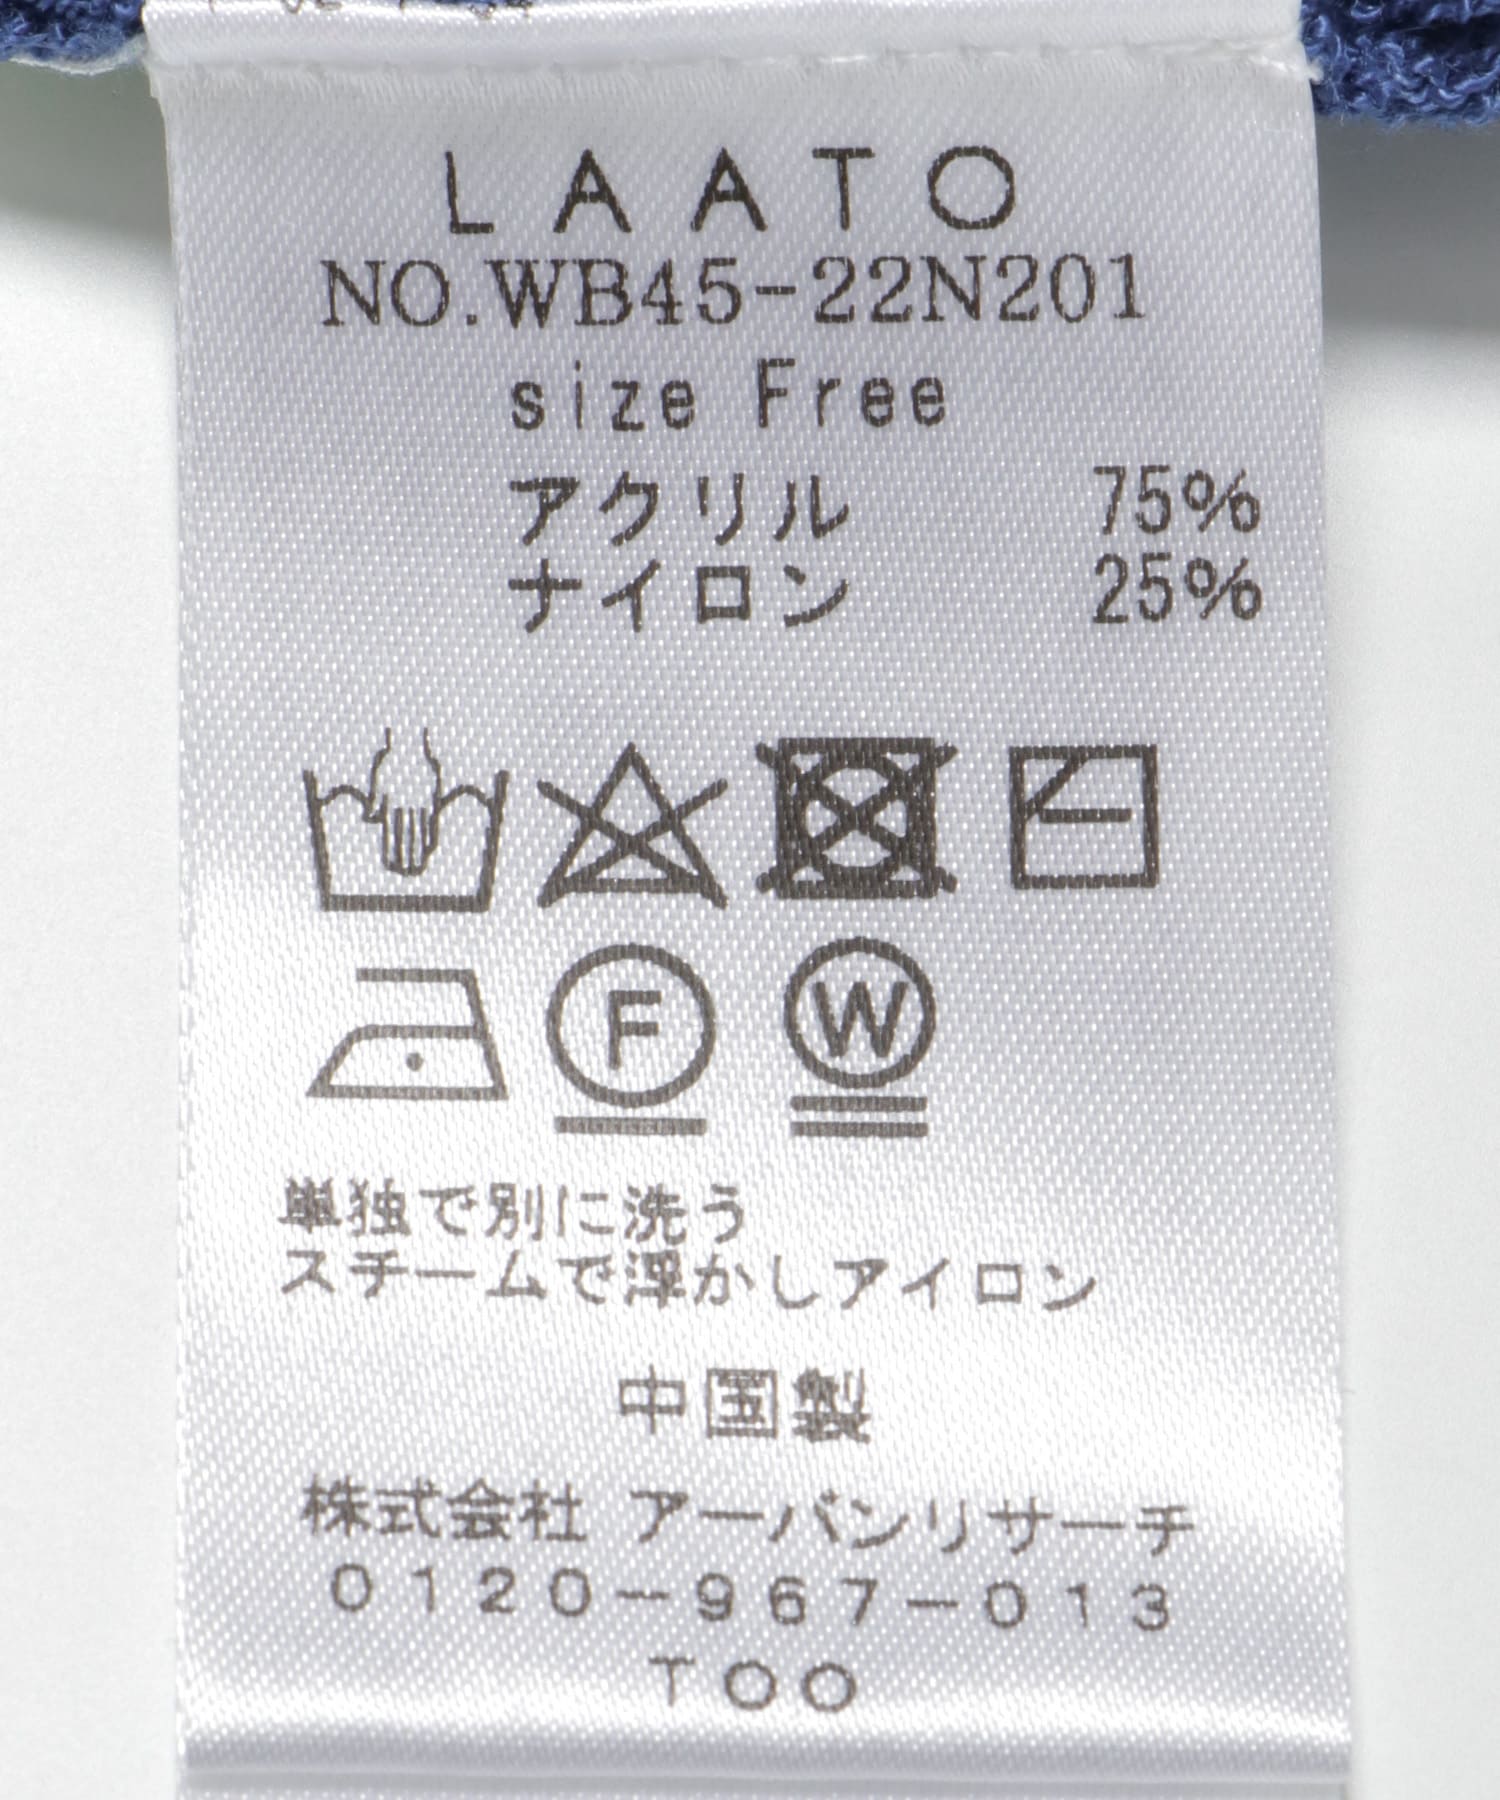 LAATO
NO.WB45-22N201
size Free
アクリル 75%
ナイロン 25%
F W
単独で別に洗う
スチームで浮かしアイロン
中国製
株式会社 アーバンリサーチ
0120-967-013
TOO